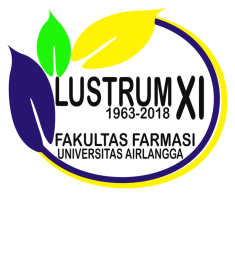 LUSTRUM XI
1963-2018
FAKULTAS FARMASI
UNIVERSITAS AIRLANGGA